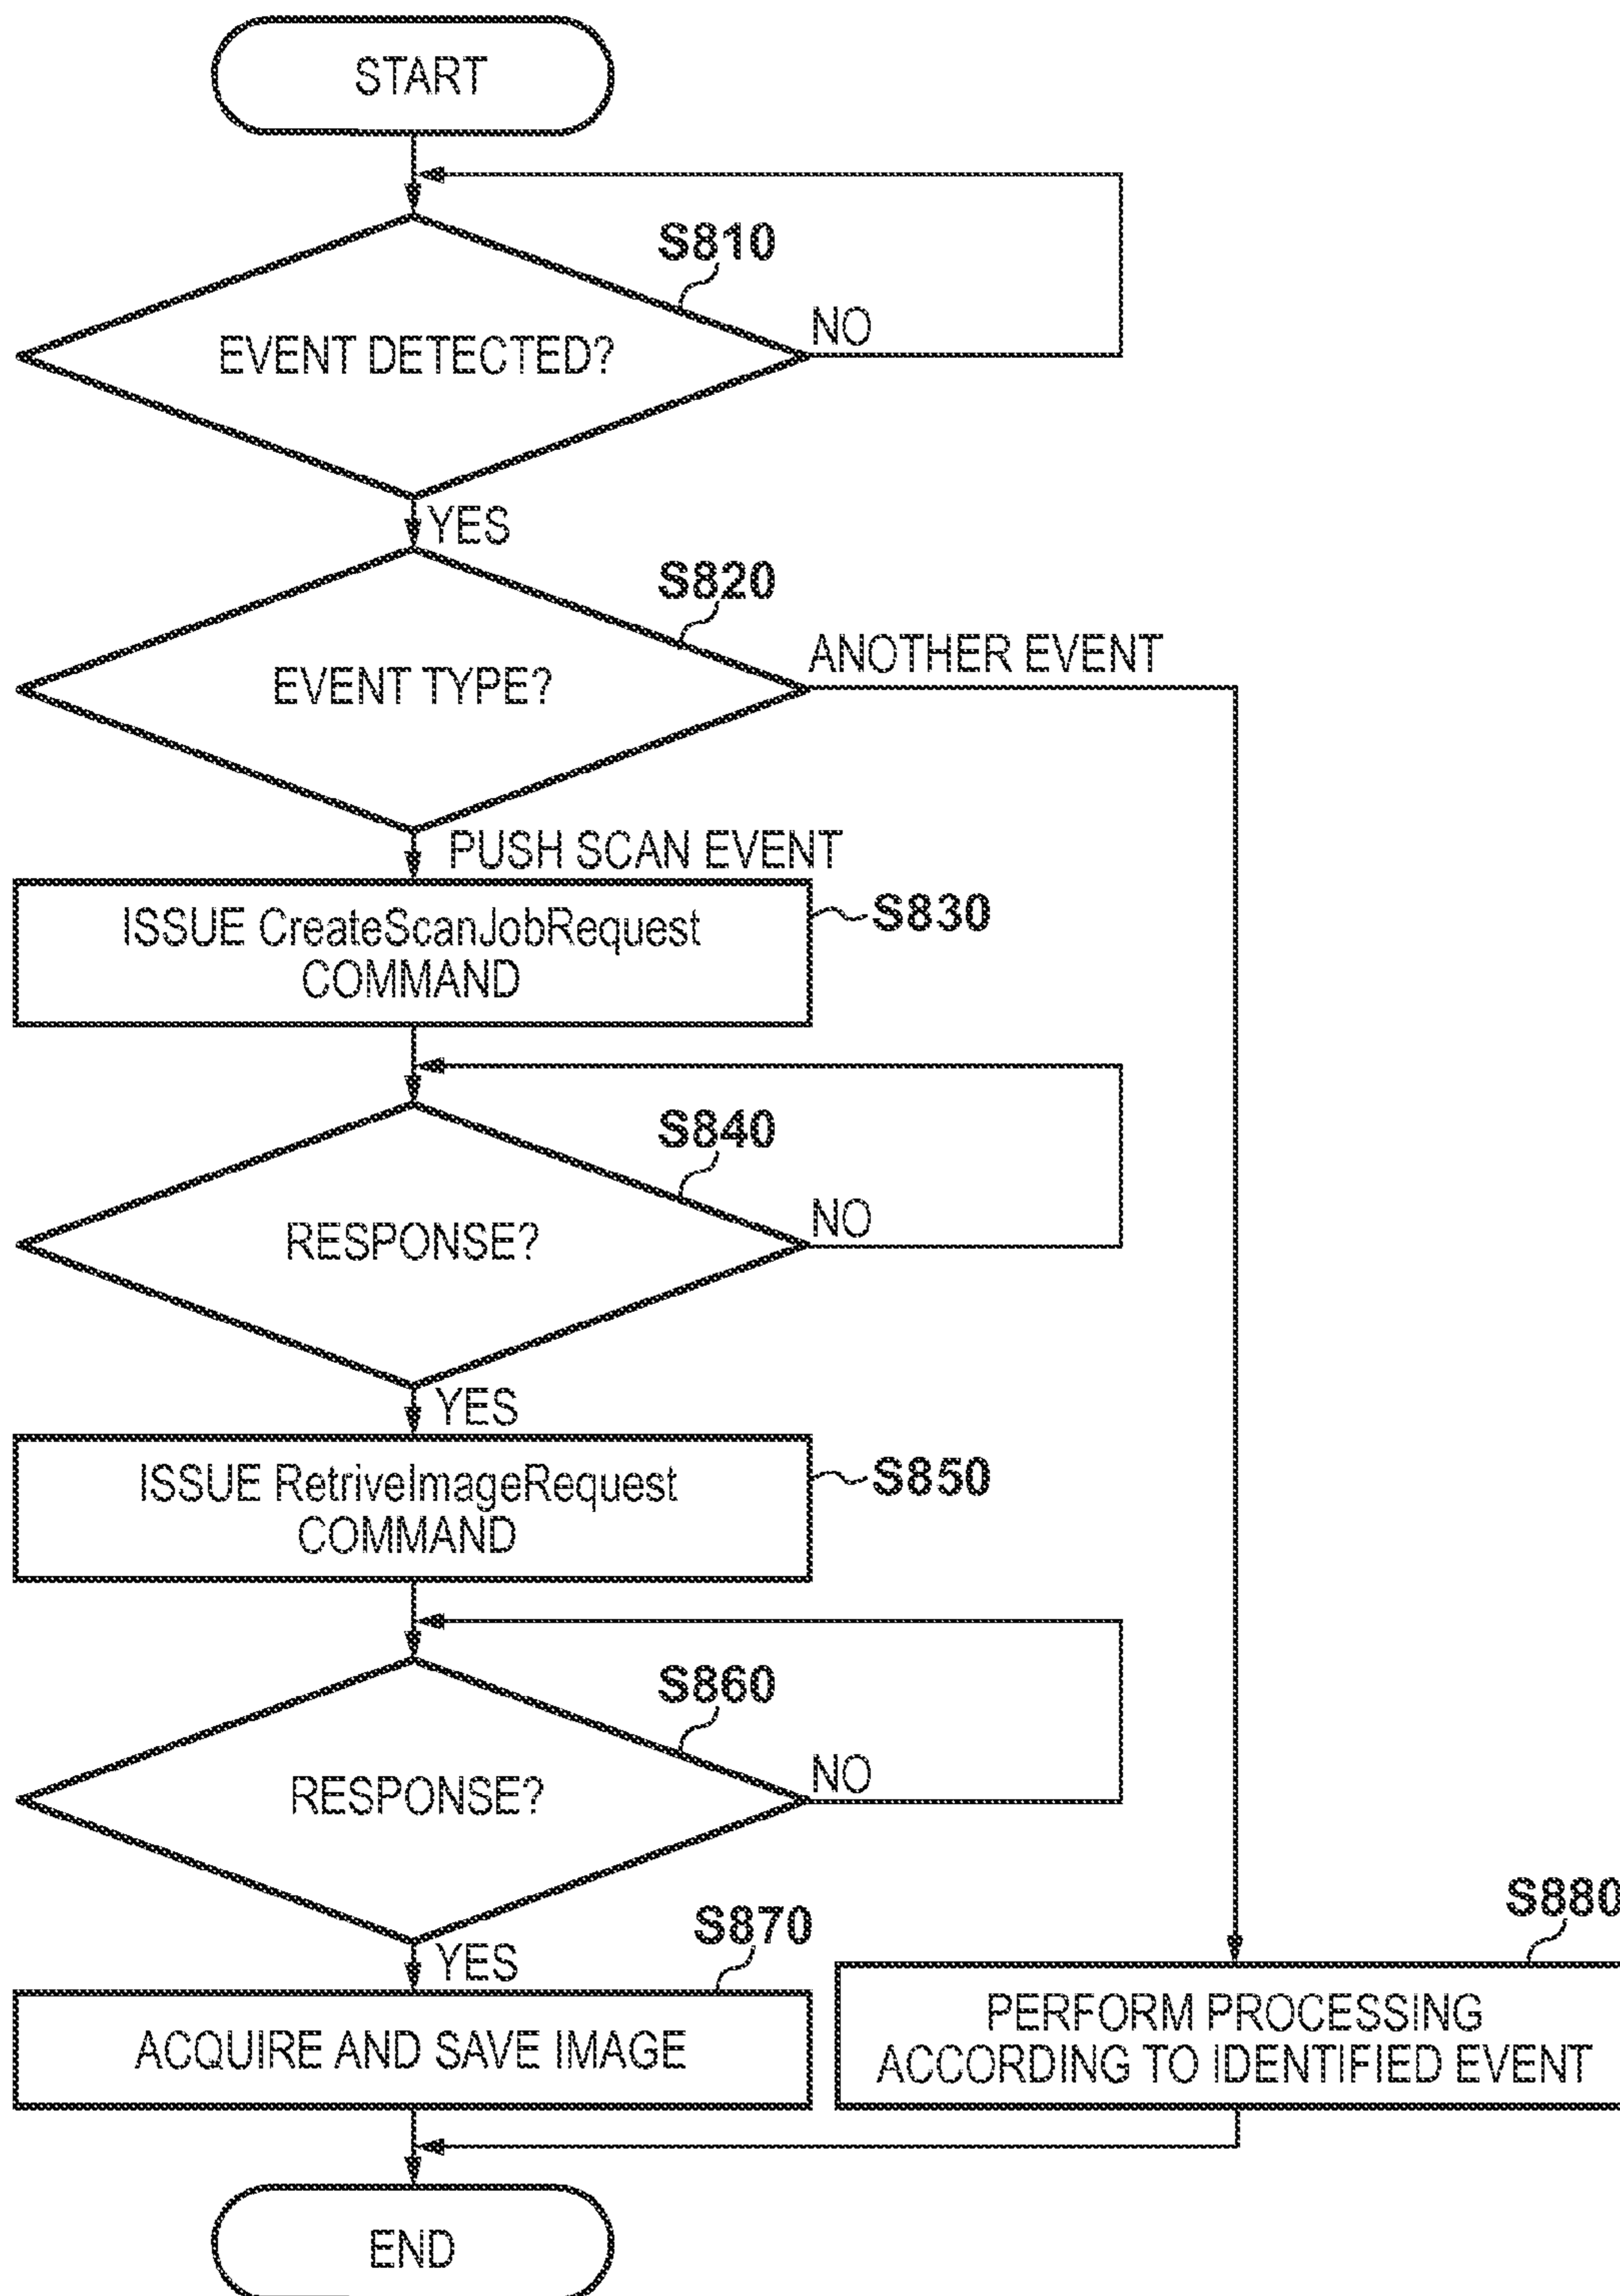 START
S810
EVENT DETECTED?
NO
YES
S820
EVENT TYPE?
ANOTHER EVENT
PUSH SCAN EVENT
ISSUE CreateScanJobRequest
COMMAND
S830
S840
RESPONSE?
NO
YES
ISSUE RetriveImageRequest
COMMAND
S850
S860
RESPONSE?
NO
YES
S870
ACQUIRE AND SAVE IMAGE
S880
PERFORM PROCESSING
ACCORDING TO IDENTIFIED EVENT
END